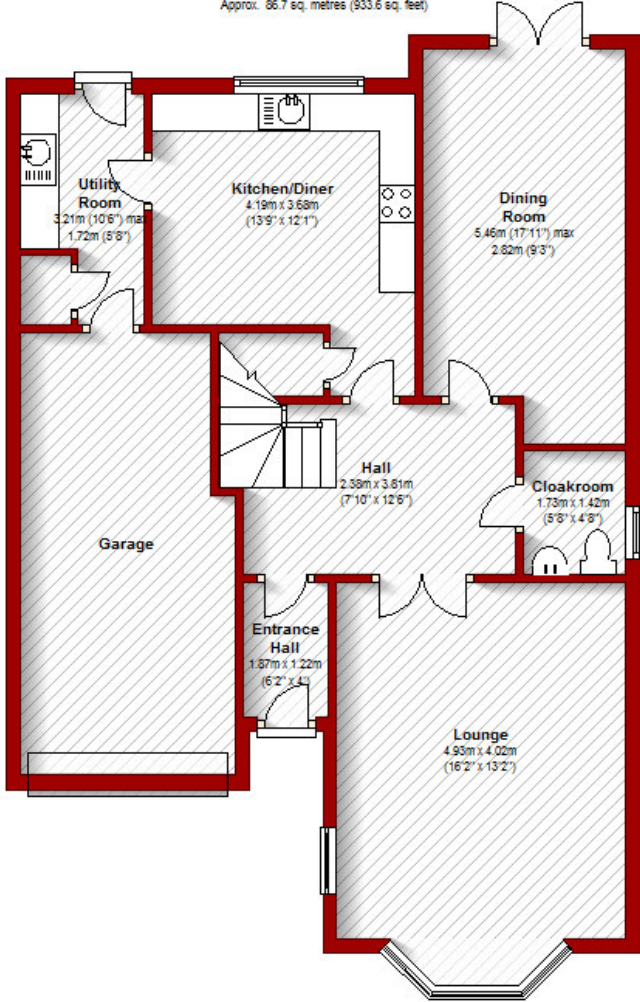 Approx. 86.7 sq. metres (933.6 sq. feet)
Utility
Room
3.21m (10'6") max
1.72m (5'8")
Kitchen/Diner
4.19m x 3.68m
(13'9" x 12'1")
Dining
Room
5.46m (17'11") max
2.82m (9'3")
Hall
2.38m x 3.81m
(7'10" x 12'6")
Cloakroom
1.73m x 1.42m
(5'8" x 4'8")
Garage
Entrance
Hall
1.87m x 1.22m
(6'2" x 4')
Lounge
4.93m x 4.02m
(16'2" x 13'2")